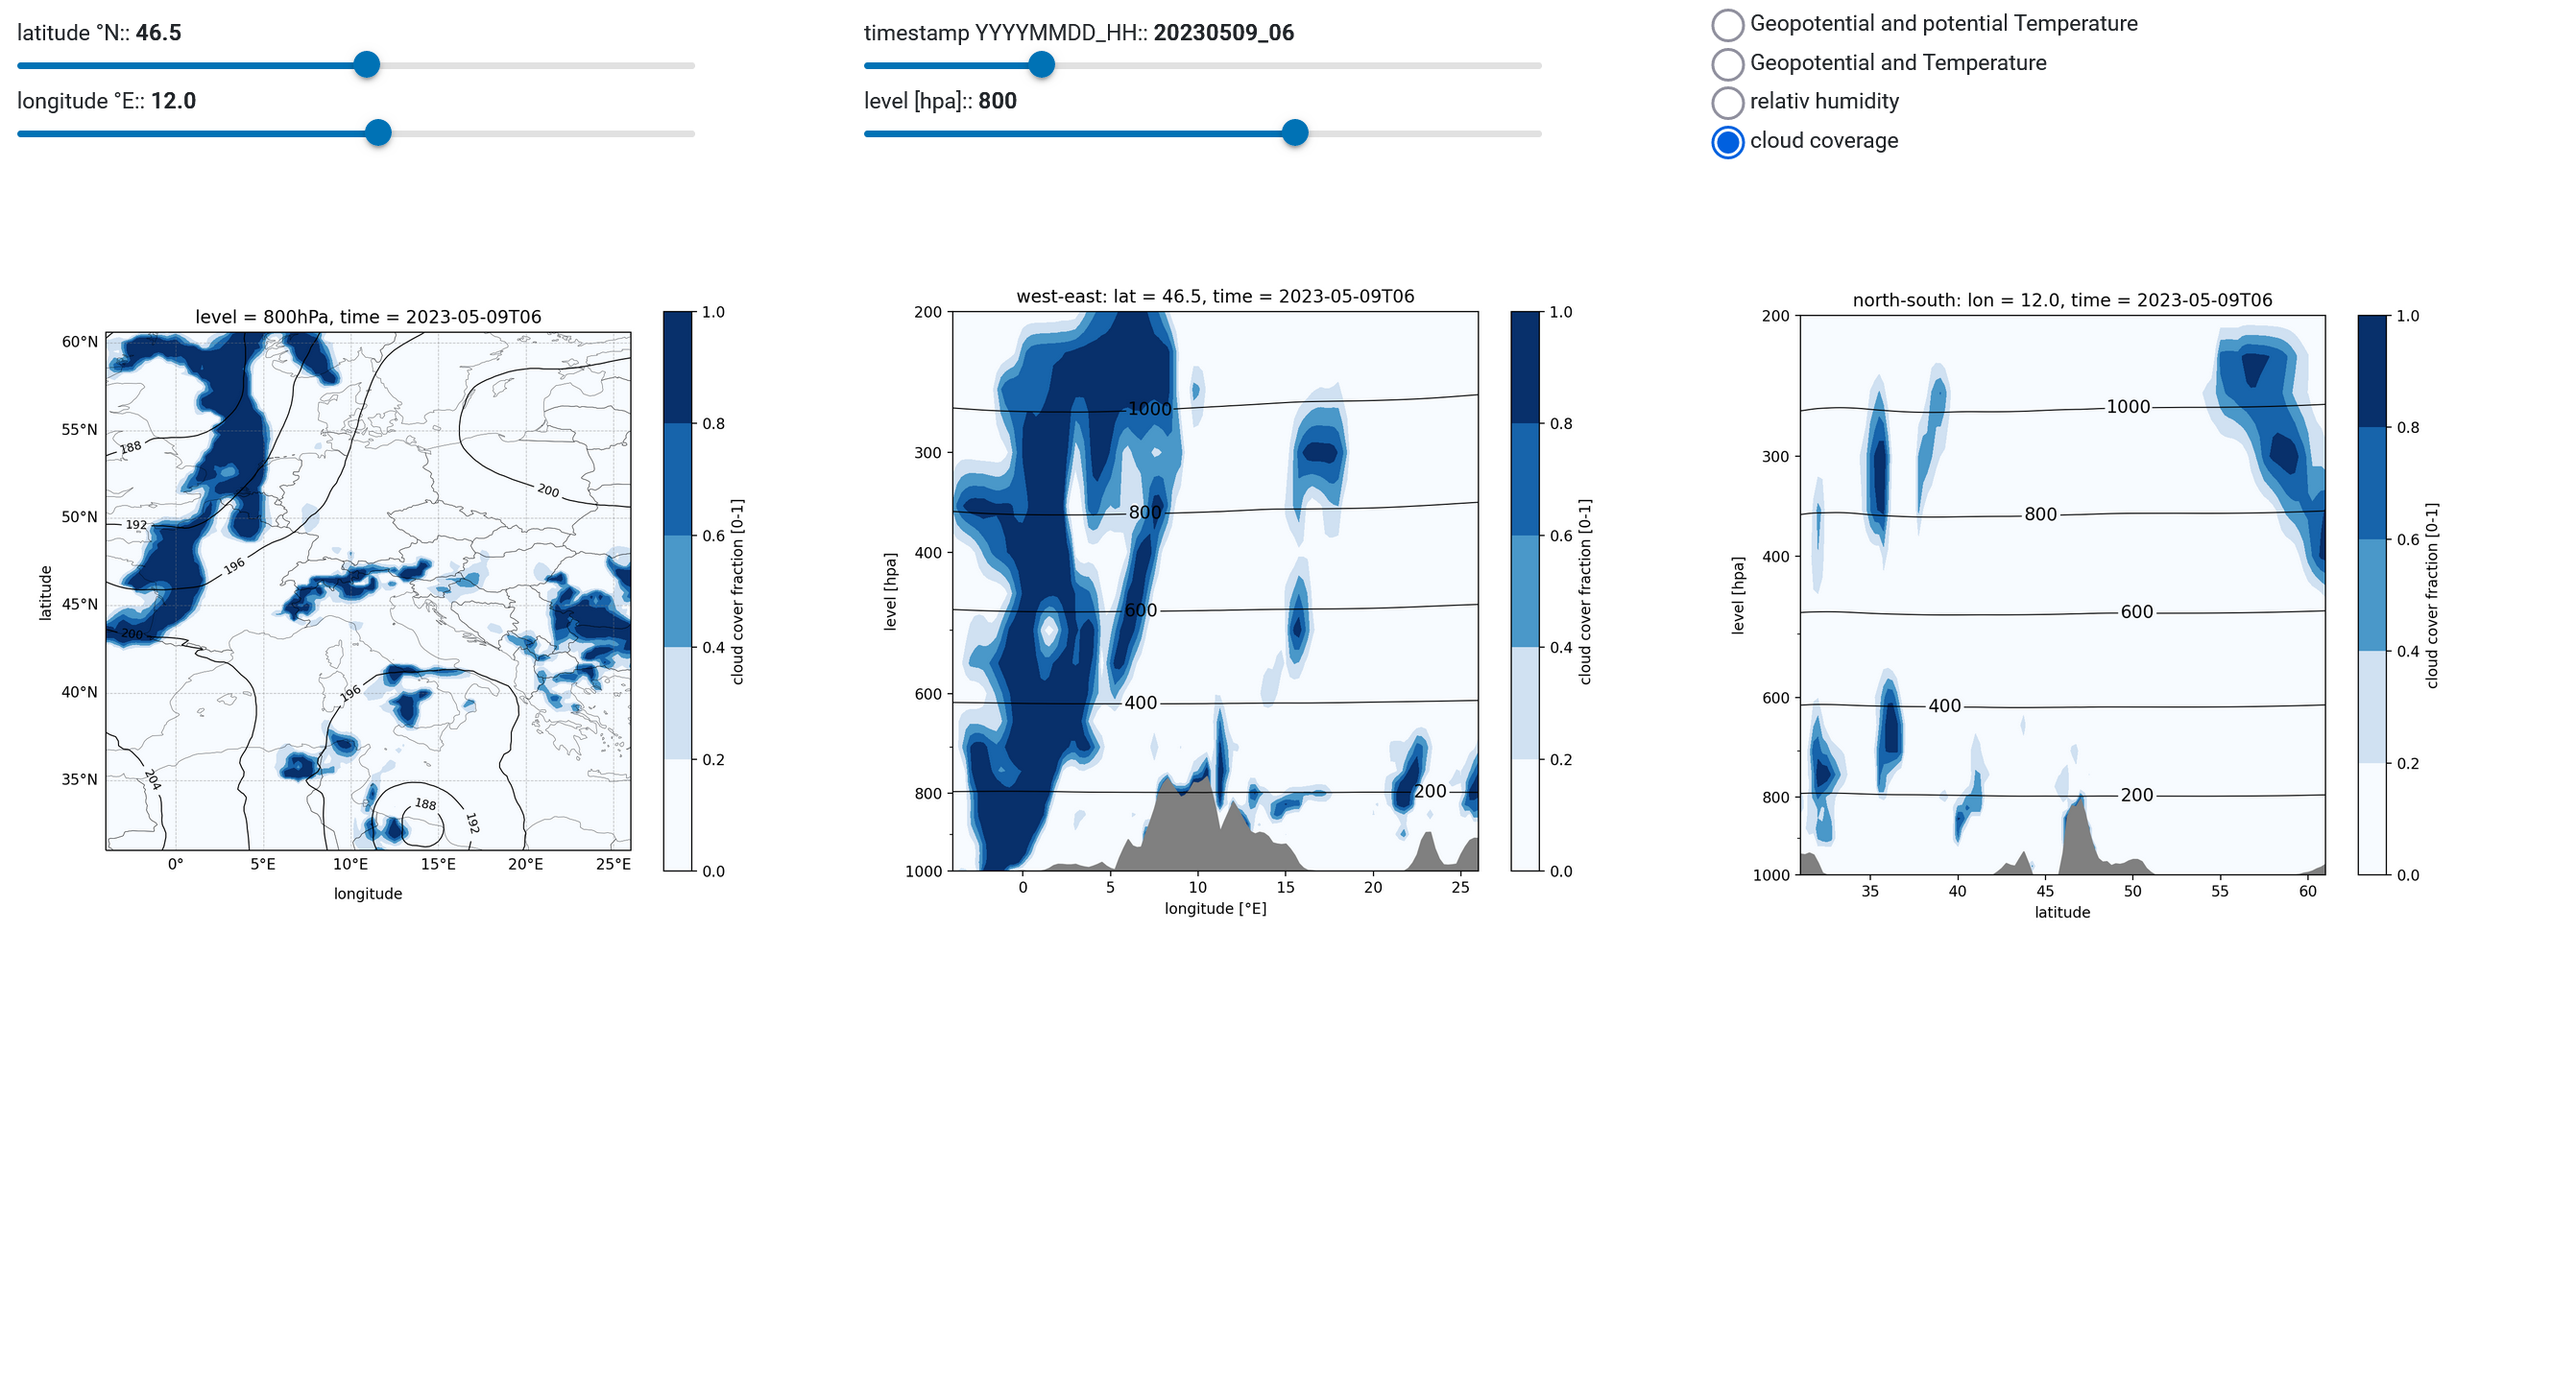 latitude °N:: 46.5
longitude °E:: 12.0
timestamp YYYYMMDD_HH:: 20230509_06
level [hpa]:: 800
Geopotential and potential Temperature
Geopotential and Temperature
relativ humidity
cloud coverage
level = 800hPa, time = 2023-05-09T06
60°N
55°N
50°N
45°N
40°N
35°N
latitude
0°
5°E
10°E
15°E
20°E
25°E
longitude
188
192
196
200
200
196
204
188
192
1.0
0.8
0.6
0.4
0.2
0.0
cloud cover fraction [0-1]
west-east: lat = 46.5, time = 2023-05-09T06
200
300
400
600
800
1000
level [hpa]
1000
800
600
400
200
0
5
10
15
20
25
longitude [°E]
1.0
0.8
0.6
0.4
0.2
0.0
cloud cover fraction [0-1]
north-south: lon = 12.0, time = 2023-05-09T06
200
300
400
600
800
1000
level [hpa]
1000
800
600
400
200
35
40
45
50
55
60
latitude
1.0
0.8
0.6
0.4
0.2
0.0
cloud cover fraction [0-1]